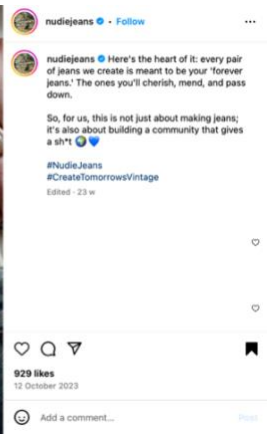 nudiejeans • Follow
nudiejeans Here's the heart of it: every pair
of jeans we create is meant to be your 'forever
jeans.' The ones you'll cherish, mend, and pass
down.
So, for us, this is not just about making jeans;
it's also about building a community that gives
a sh*t 🌍💙
#NudieJeans
#CreateTomorrowsVintage
Edited · 23 w
929 likes
12 October 2023
Add a comment...
Post